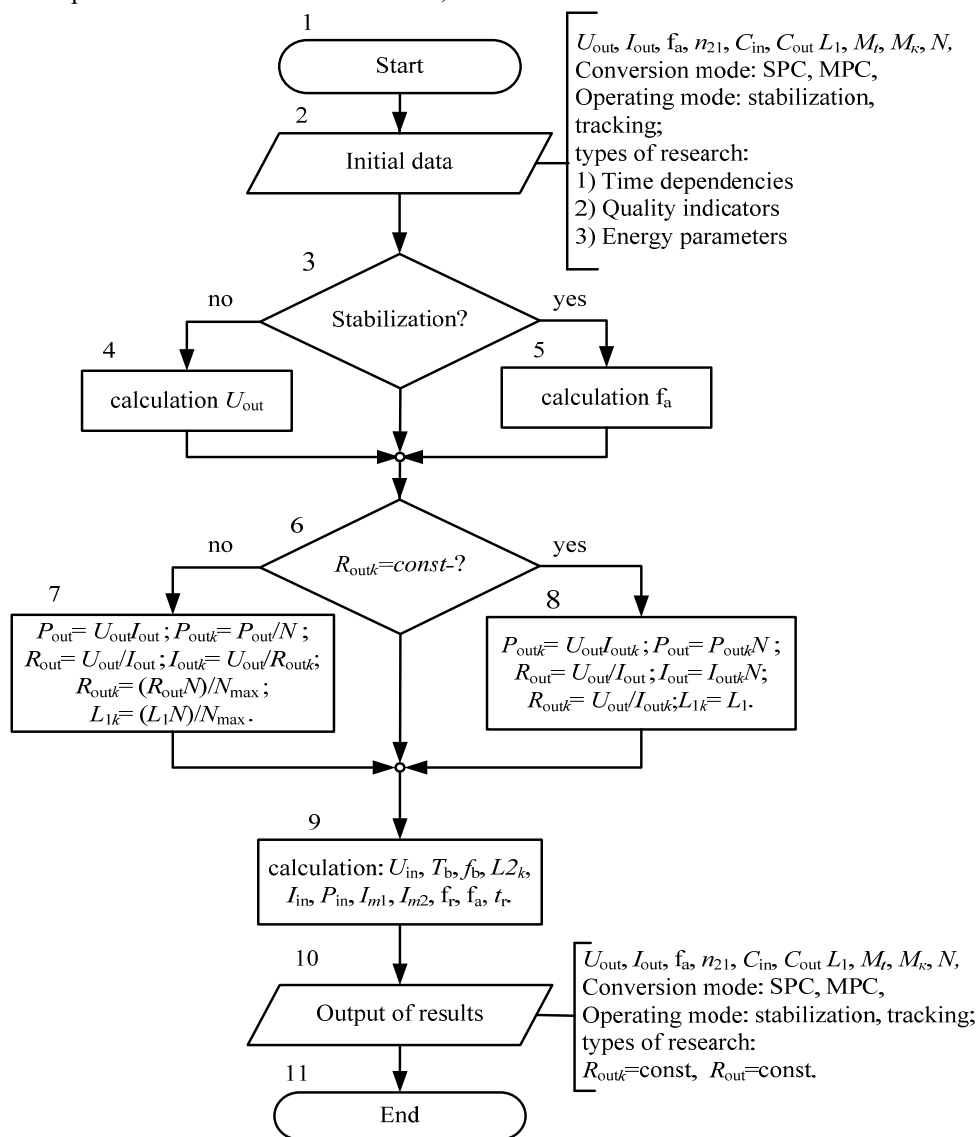 1
Start
U_out, I_out, f_a, n_21, C_in, C_out L_1, M_t, M_κ, N,
Conversion mode: SPC, MPC,
Operating mode: stabilization,
tracking;
types of research:
1) Time dependencies
2) Quality indicators
3) Energy parameters
2
Initial data
3
Stabilization?
no
yes
4
calculation U_out
5
calculation f_a
6
R_outk=const-?
no
yes
7
P_out= U_outI_out; P_outk= P_out/N;
R_out= U_out/I_out; I_outk= U_out/R_outk;
R_outk= (R_outN)/N_max;
L_1k= (L_1N)/N_max.
8
P_outk= U_outI_outk; P_out= P_outkN;
R_out= U_out/I_out; I_out= I_outkN;
R_outk= U_out/I_outk;L_1k= L_1.
9
calculation: U_in, T_b, f_b, L2_k,
I_in, P_in, I_m1, I_m2, f_r, f_a, t_r.
10
Output of results
U_out, I_out, f_a, n_21, C_in, C_out L_1, M_t, M_κ, N,
Conversion mode: SPC, MPC,
Operating mode: stabilization, tracking;
types of research:
R_outk=const, R_out=const.
11
End